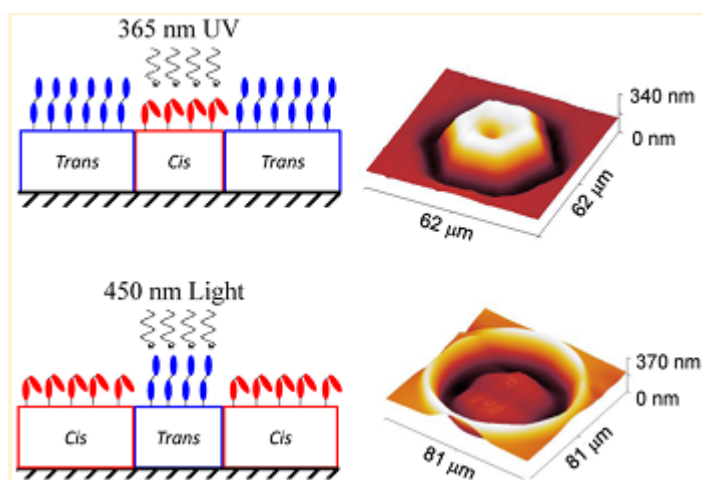 365 nm UV
Trans
Cis
Trans
340 nm
0 nm
62 µm
62 µm
450 nm Light
Cis
Trans
Cis
370 nm
0 nm
81 µm
81 µm